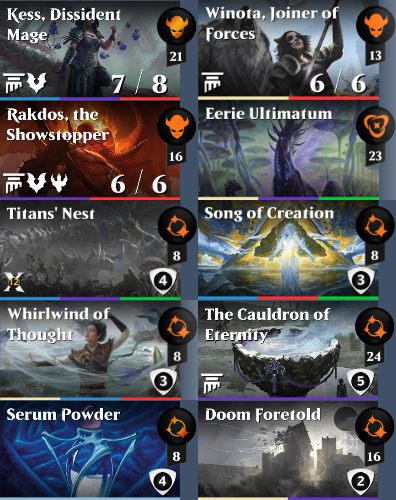 Kess, Dissident
Mage
21
7 / 8
Winota, Joiner of
Forces
13
6 / 6
Rakdos, the
Showstopper
16
6 / 6
Eerie Ultimatum
23
Titans' Nest
8
12
4
Song of Creation
8
3
Whirlwind of
Thought
8
3
The Cauldron of
Eternity
24
5
Serum Powder
8
4
Doom Foretold
16
2